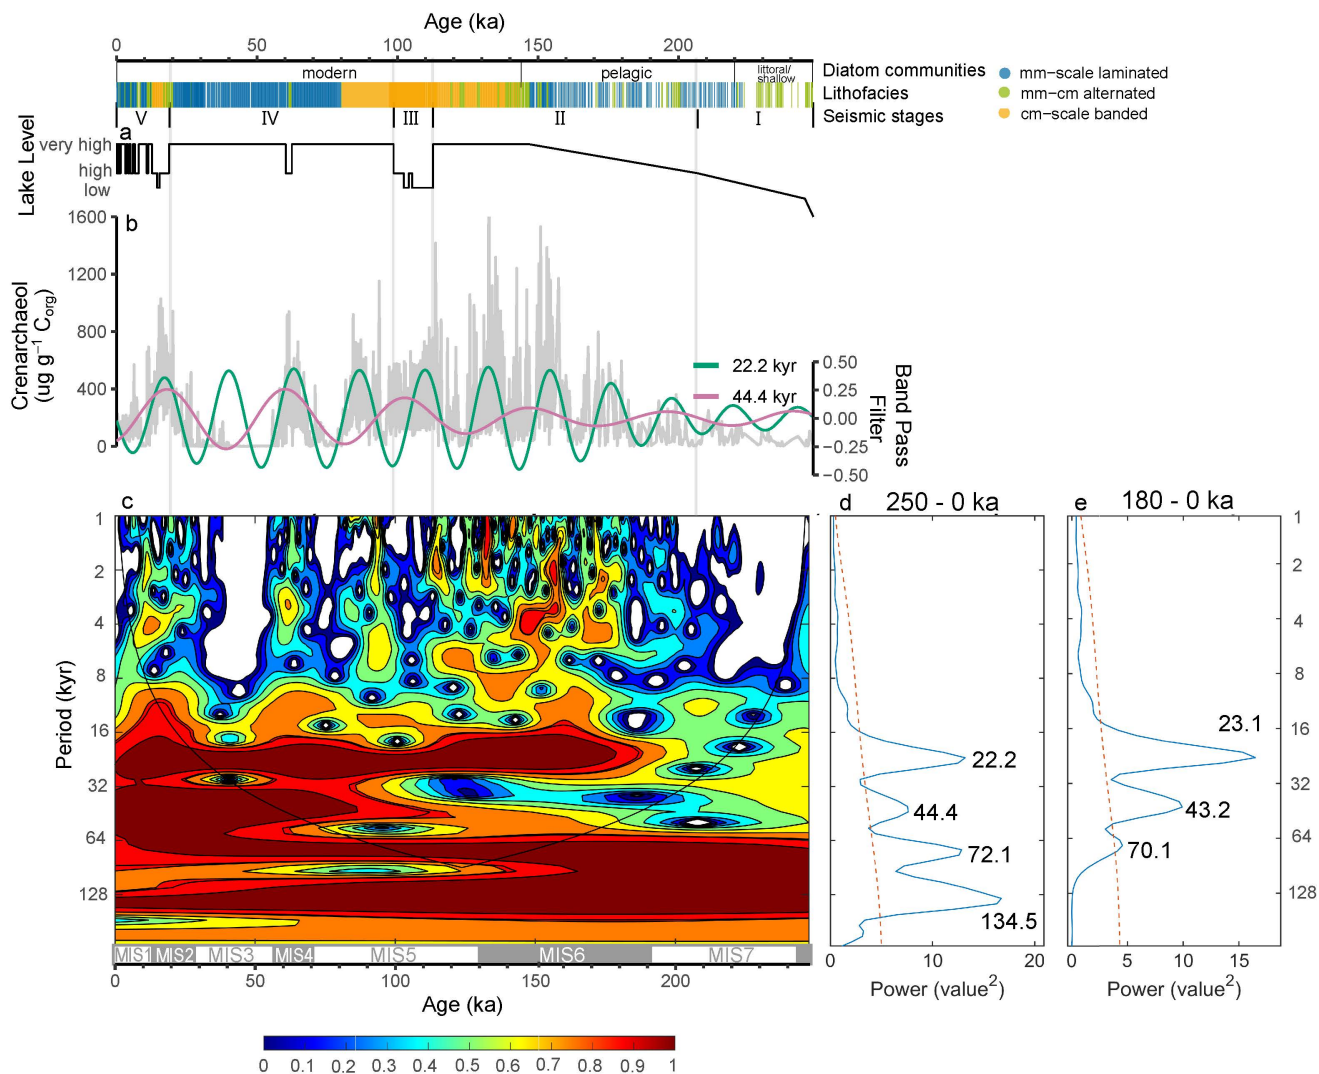 Age (ka)
0 50 100 150 200
modern pelagic littoral/
shallow
Diatom communities
Lithofacies
Seismic stages
mm−scale laminated
mm−cm alternated
cm−scale banded
V IV III II I
a
Lake Level
very high
high
low
b
Crenarchaeol
(ug g−1 Corg)
1600
1200
800
400
0
22.2 kyr
44.4 kyr
0.50
0.25
0.00
−0.25
−0.50
Band Pass
Filter
c
Period (kyr)
1
2
4
8
16
32
64
128
MIS1 MIS2 MIS3 MIS4 MIS5 MIS6 MIS7
0 50 100 150 200
Age (ka)
0 0.1 0.2 0.3 0.4 0.5 0.6 0.7 0.8 0.9 1
d 250 - 0 ka
22.2
44.4
72.1
134.5
0 10 20
Power (value2)
e 180 - 0 ka
1
2
4
8
16
32
64
128
23.1
43.2
70.1
0 5 10 15
Power (value2)